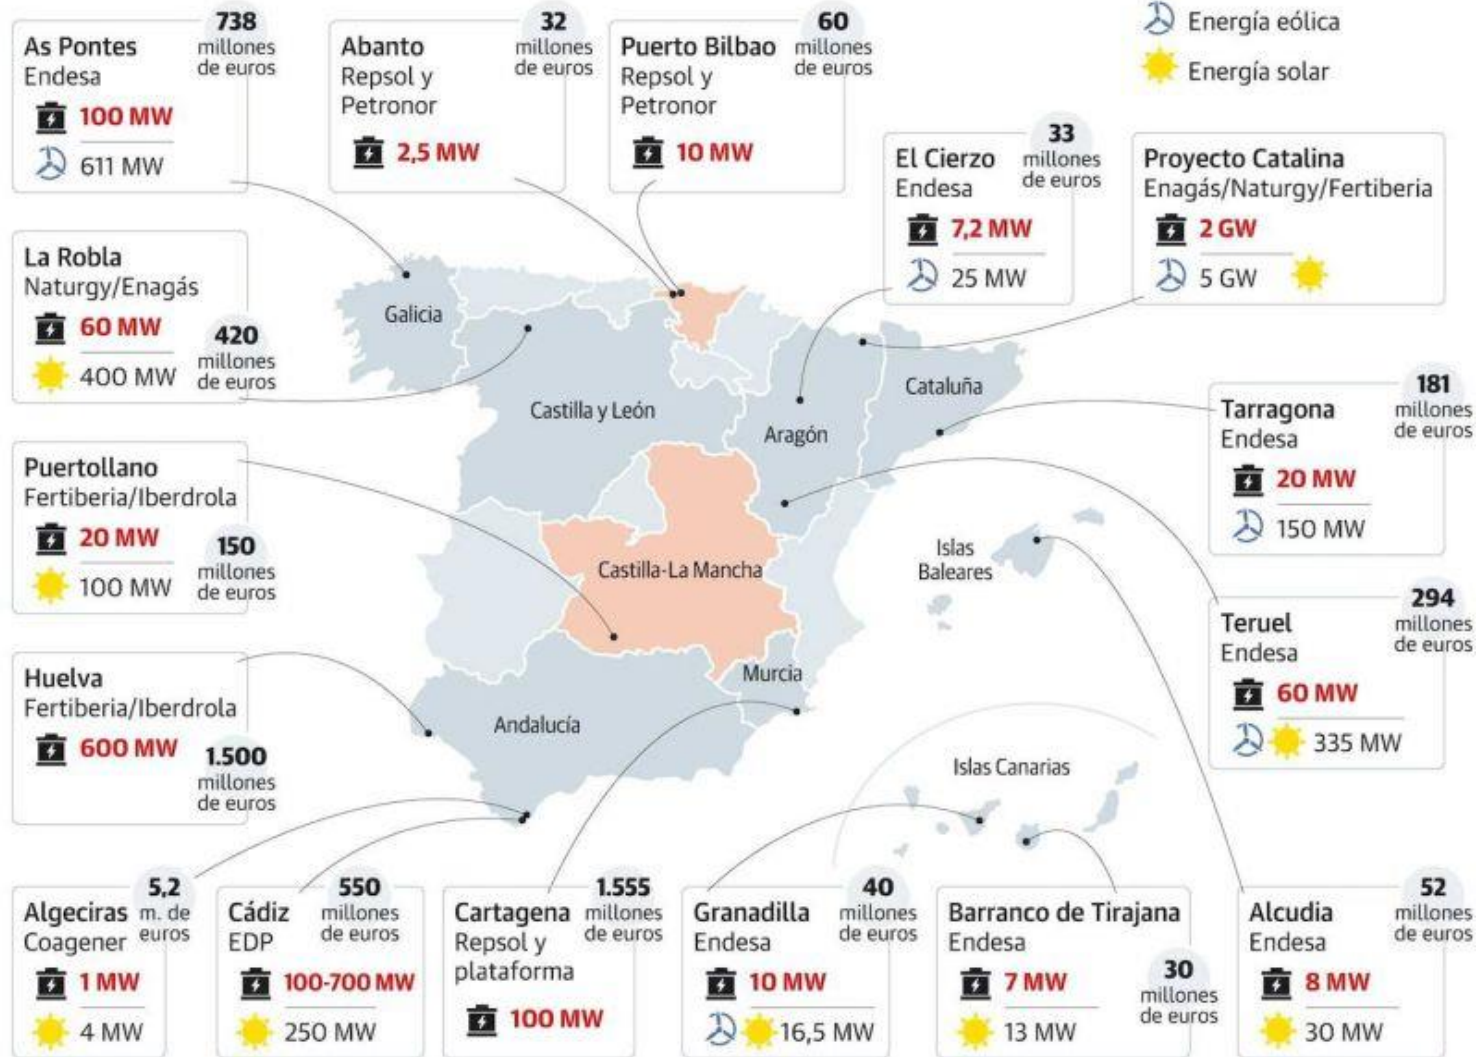 Energía eólica
Energía solar
As Pontes
Endesa
100 MW
611 MW
738
millones
de euros
Abanto
Repsol y
Petronor
2,5 MW
32
millones
de euros
Puerto Bilbao
Repsol y
Petronor
10 MW
60
millones
de euros
El Cierzo
Endesa
7,2 MW
25 MW
33
millones
de euros
Proyecto Catalina
Enagás/Naturgy/Fertiberia
2 GW
5 GW
La Robla
Naturgy/Enagás
60 MW
400 MW
420
millones
de euros
Galicia
Castilla y León
Aragón
Cataluña
Castilla-La Mancha
Islas
Baleares
Murcia
Andalucía
Islas Canarias
Tarragona
Endesa
20 MW
150 MW
181
millones
de euros
Puertollano
Fertiberia/Iberdrola
20 MW
100 MW
150
millones
de euros
Teruel
Endesa
60 MW
335 MW
294
millones
de euros
Huelva
Fertiberia/Iberdrola
600 MW
1.500
millones
de euros
Algeciras
Coagener
1 MW
4 MW
5,2
m. de
euros
Cádiz
EDP
100-700 MW
250 MW
550
millones
de euros
Cartagena
Repsol y
plataforma
100 MW
1.555
millones
de euros
Granadilla
Endesa
10 MW
16,5 MW
40
millones
de euros
Barranco de Tirajana
Endesa
7 MW
13 MW
30
millones
de euros
Alcudia
Endesa
8 MW
30 MW
52
millones
de euros